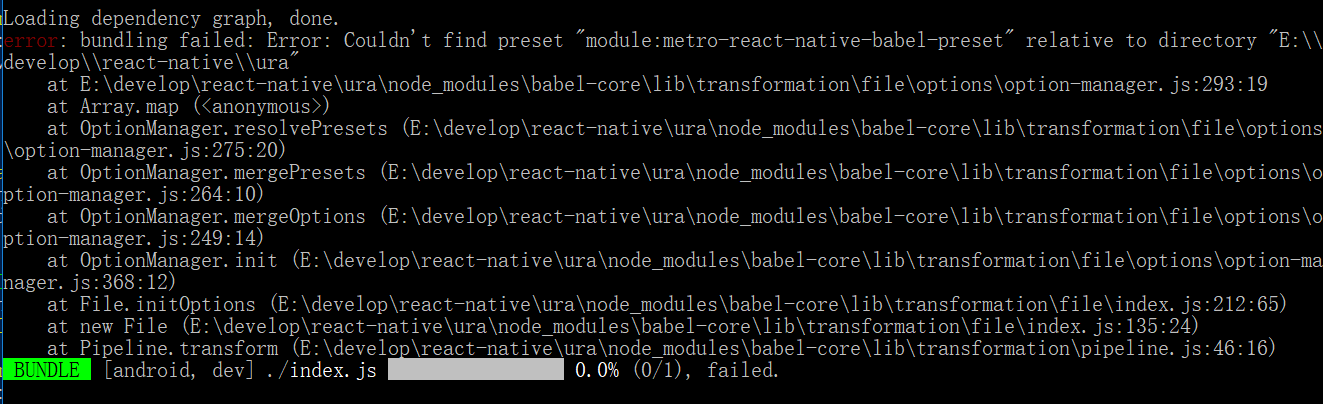 Loading dependency graph, done.
error: bundling failed: Error: Couldn't find preset "module:metro-react-native-babel-preset" relative to directory "E:\\
develop\\react-native\\ura"
    at E:\develop\react-native\ura\node_modules\babel-core\lib\transformation\file\options\option-manager.js:293:19
    at Array.map (<anonymous>)
    at OptionManager.resolvePresets (E:\develop\react-native\ura\node_modules\babel-core\lib\transformation\file\options
\option-manager.js:275:20)
    at OptionManager.mergePresets (E:\develop\react-native\ura\node_modules\babel-core\lib\transformation\file\options\o
ption-manager.js:264:10)
    at OptionManager.mergeOptions (E:\develop\react-native\ura\node_modules\babel-core\lib\transformation\file\options\o
ption-manager.js:249:14)
    at OptionManager.init (E:\develop\react-native\ura\node_modules\babel-core\lib\transformation\file\options\option-ma
nager.js:368:12)
    at File.initOptions (E:\develop\react-native\ura\node_modules\babel-core\lib\transformation\file\index.js:212:65)
    at new File (E:\develop\react-native\ura\node_modules\babel-core\lib\transformation\file\index.js:135:24)
    at Pipeline.transform (E:\develop\react-native\ura\node_modules\babel-core\lib\transformation\pipeline.js:46:16)
BUNDLE [android, dev] ./index.js 0.0% (0/1), failed.